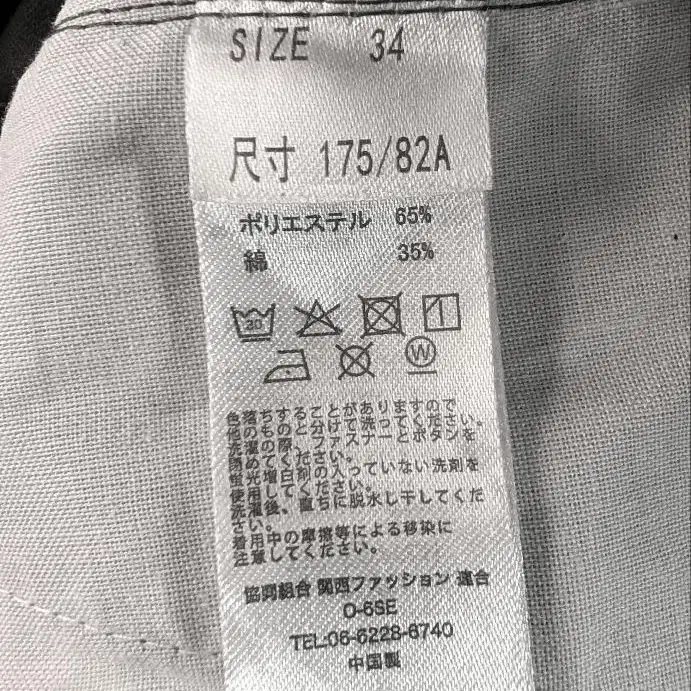 SIZE 34
尺寸 175/82A
ポリエステル 65%
綿 35%
30
W
色落ちすることがありますので
他のものと分けて洗ってください。
洗濯の際、ファスナーとボタンを
閉めてください。
蛍光増白剤の入っていない洗剤を
使用してください。
洗濯後、直ちに脱水し干してくだ
さい。
着用中の摩擦等による移染に
注意してください。
協同組合 関西ファッション 連合
O-6SE
TEL:06-6228-6740
中国製